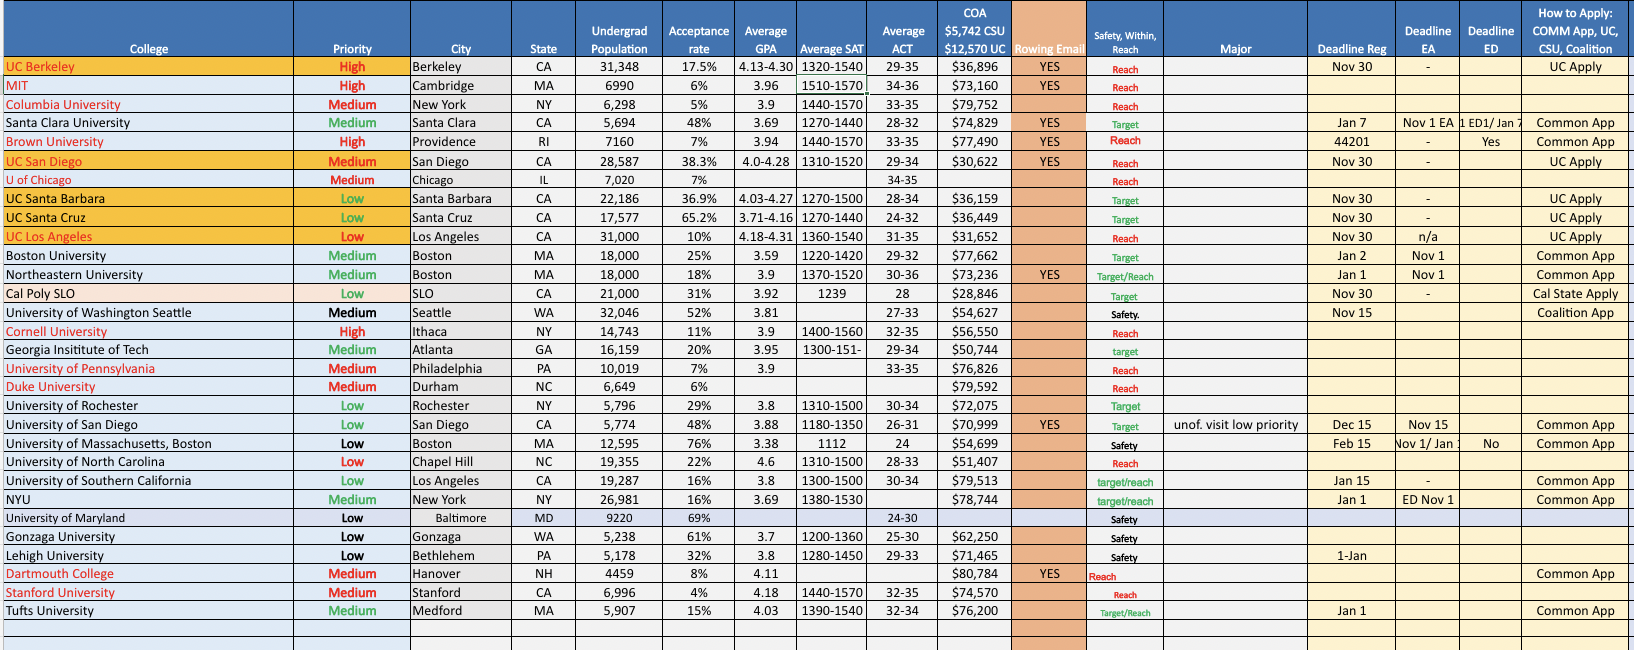 College Priority City State Undergrad Population Acceptance rate Average GPA Average SAT Average ACT COA $5,742 CSU $12,570 UC Rowing Email Safety, Within, Reach Major Deadline Reg Deadline EA Deadline ED How to Apply: COMM App, UC, CSU, Coalition
UC Berkeley High Berkeley CA 31,348 17.5% 4.13-4.30 1320-1540 29-35 $36,896 YES Reach Nov 30 - UC Apply
MIT High Cambridge MA 6990 6% 3.96 1510-1570 34-36 $73,160 YES Reach
Columbia University Medium New York NY 6,298 5% 3.9 1440-1570 33-35 $79,752 Reach
Santa Clara University Medium Santa Clara CA 5,694 48% 3.69 1270-1440 28-32 $74,829 YES Target Jan 7 Nov 1 EA 1 ED1/ Jan 7 Common App
Brown University High Providence RI 7160 7% 3.94 1440-1570 33-35 $77,490 YES Reach 44201 - Yes Common App
UC San Diego Medium San Diego CA 28,587 38.3% 4.0-4.28 1310-1520 29-34 $30,622 YES Reach Nov 30 - UC Apply
U of Chicago Medium Chicago IL 7,020 7% 34-35 Reach
UC Santa Barbara Low Santa Barbara CA 22,186 36.9% 4.03-4.27 1270-1500 28-34 $36,159 Target Nov 30 - UC Apply
UC Santa Cruz Low Santa Cruz CA 17,577 65.2% 3.71-4.16 1270-1440 24-32 $36,449 Target Nov 30 - UC Apply
UC Los Angeles Low Los Angeles CA 31,000 10% 4.18-4.31 1360-1540 31-35 $31,652 Reach Nov 30 n/a UC Apply
Boston University Medium Boston MA 18,000 25% 3.59 1220-1420 29-32 $77,662 Target Jan 2 Nov 1 Common App
Northeastern University Medium Boston MA 18,000 18% 3.9 1370-1520 30-36 $73,236 YES Target/Reach Jan 1 Nov 1 Common App
Cal Poly SLO Low SLO CA 21,000 31% 3.92 1239 28 $28,846 Target Nov 30 - Cal State Apply
University of Washington Seattle Medium Seattle WA 32,046 52% 3.81 27-33 $54,627 Safety. Nov 15 Coalition App
Cornell University High Ithaca NY 14,743 11% 3.9 1400-1560 32-35 $56,550 Reach
Georgia Insititute of Tech Medium Atlanta GA 16,159 20% 3.95 1300-151- 29-34 $50,744 target
University of Pennsylvania Medium Philadelphia PA 10,019 7% 3.9 33-35 $76,826 Reach
Duke University Medium Durham NC 6,649 6% $79,592 Reach
University of Rochester Low Rochester NY 5,796 29% 3.8 1310-1500 30-34 $72,075 Target
University of San Diego Low San Diego CA 5,774 48% 3.88 1180-1350 26-31 $70,999 YES Target unof. visit low priority Dec 15 Nov 15 Common App
University of Massachusetts, Boston Low Boston MA 12,595 76% 3.38 1112 24 $54,699 Safety Feb 15 Nov 1/ Jan 1 No Common App
University of North Carolina Low Chapel Hill NC 19,355 22% 4.6 1310-1500 28-33 $51,407 Reach
University of Southern California Low Los Angeles CA 19,287 16% 3.8 1300-1500 30-34 $79,513 target/reach Jan 15 - Common App
NYU Medium New York NY 26,981 16% 3.69 1380-1530 $78,744 target/reach Jan 1 ED Nov 1 Common App
University of Maryland Low Baltimore MD 9220 69% 24-30 Safety
Gonzaga University Low Gonzaga WA 5,238 61% 3.7 1200-1360 25-30 $62,250 Safety
Lehigh University Low Bethlehem PA 5,178 32% 3.8 1280-1450 29-33 $71,465 Safety 1-Jan
Dartmouth College Medium Hanover NH 4459 8% 4.11 $80,784 YES Reach Common App
Stanford University Medium Stanford CA 6,996 4% 4.18 1440-1570 32-35 $74,570 Reach
Tufts University Medium Medford MA 5,907 15% 4.03 1390-1540 32-34 $76,200 Target/Reach Jan 1 Common App